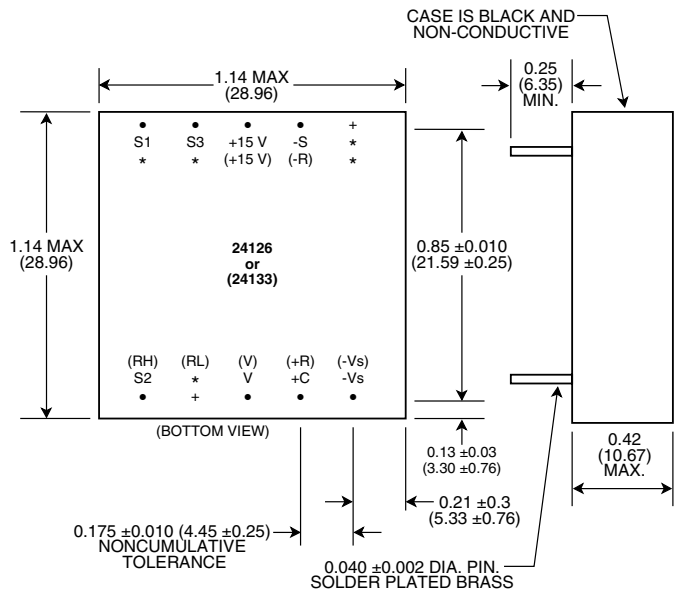 CASE IS BLACK AND
NON-CONDUCTIVE
1.14 MAX
(28.96)
0.25
(6.35)
MIN.
• • • • +
S1 S3 +15 V -S *
* * (+15 V) (-R) *
1.14 MAX
(28.96)
24126
or
(24133)
0.85 ±0.010
(21.59 ±0.25)
(RH) (RL) (V) (+R) (-Vs)
S2 * V +C -Vs
• + • • •
(BOTTOM VIEW)
0.13 ±0.03
(3.30 ±0.76)
0.42
(10.67)
MAX.
0.21 ±0.3
(5.33 ±0.76)
0.175 ±0.010 (4.45 ±0.25)
NONCUMULATIVE
TOLERANCE
0.040 ±0.002 DIA. PIN.
SOLDER PLATED BRASS